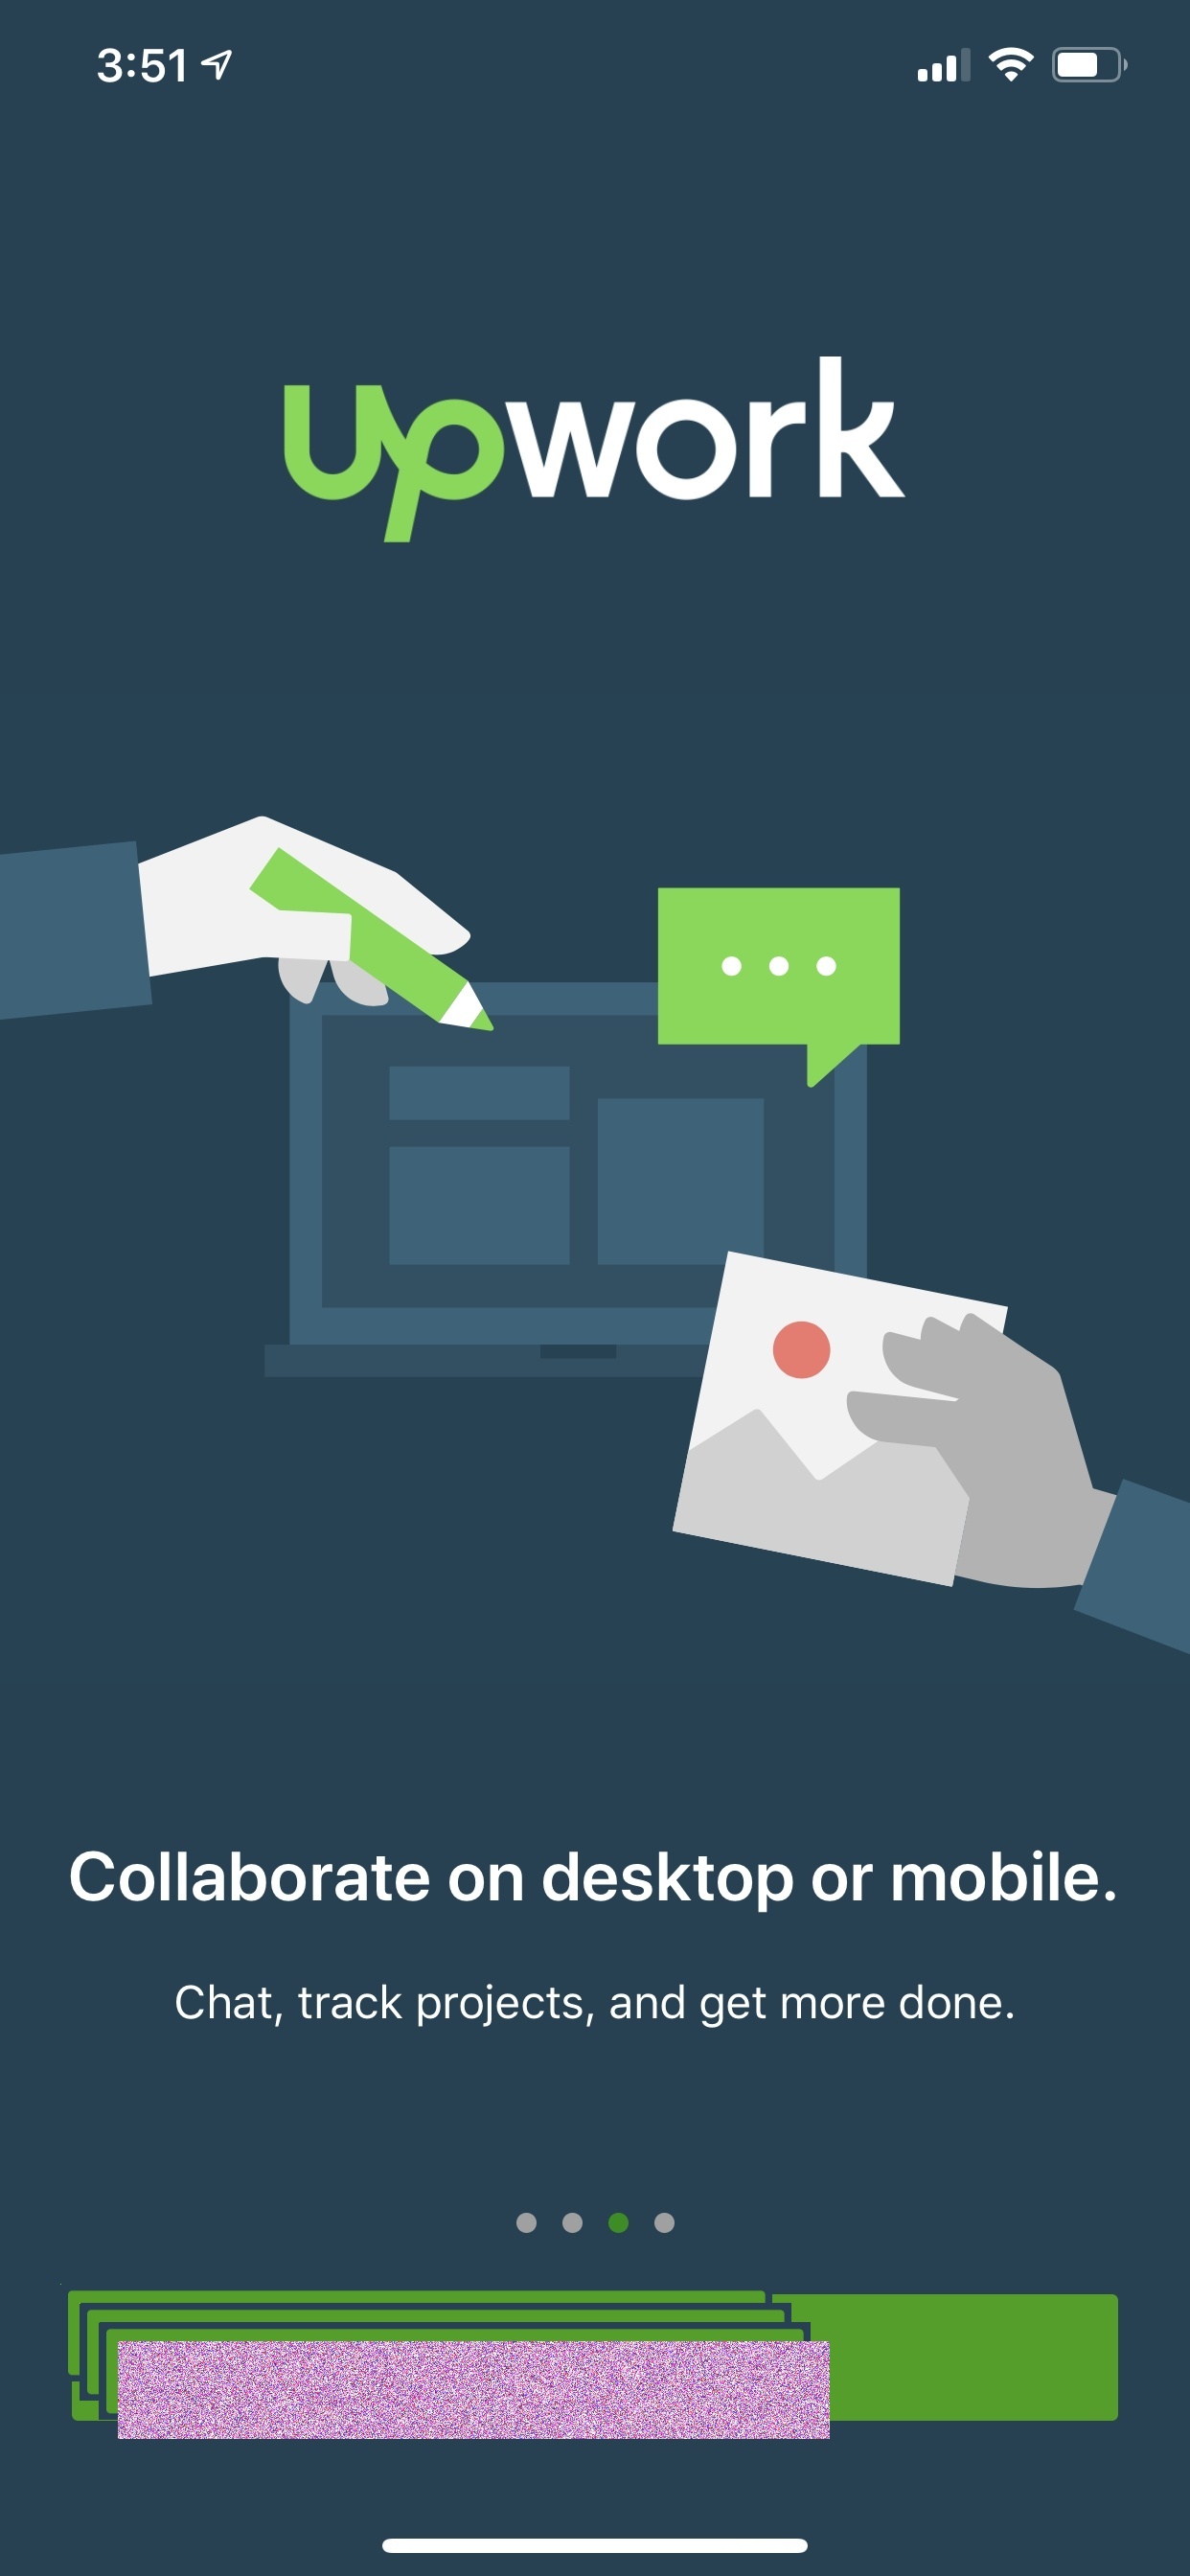 3:51
upwork
Collaborate on desktop or mobile.
Chat, track projects, and get more done.